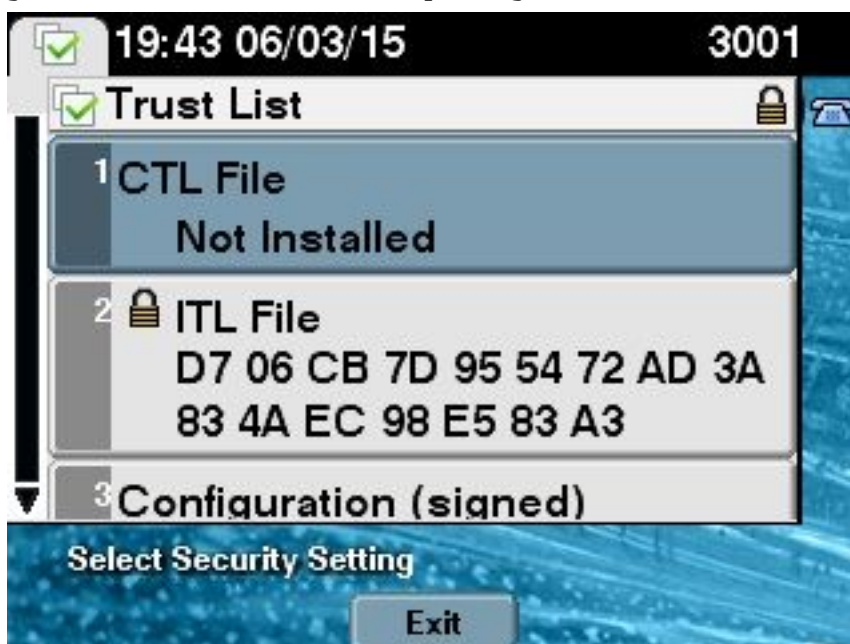 19:43 06/03/15 3001
Trust List
1 CTL File
Not Installed
2 ITL File
D7 06 CB 7D 95 54 72 AD 3A
83 4A EC 98 E5 83 A3
3 Configuration (signed)
Select Security Setting
Exit